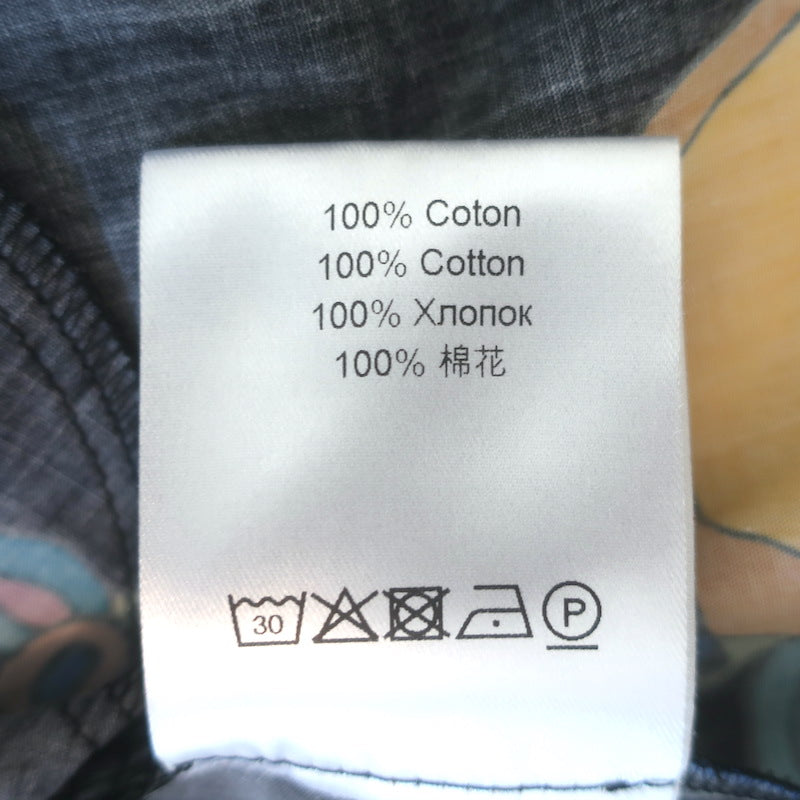 100% Coton
100% Cotton
100% Хлопок
100% 棉花
30 P